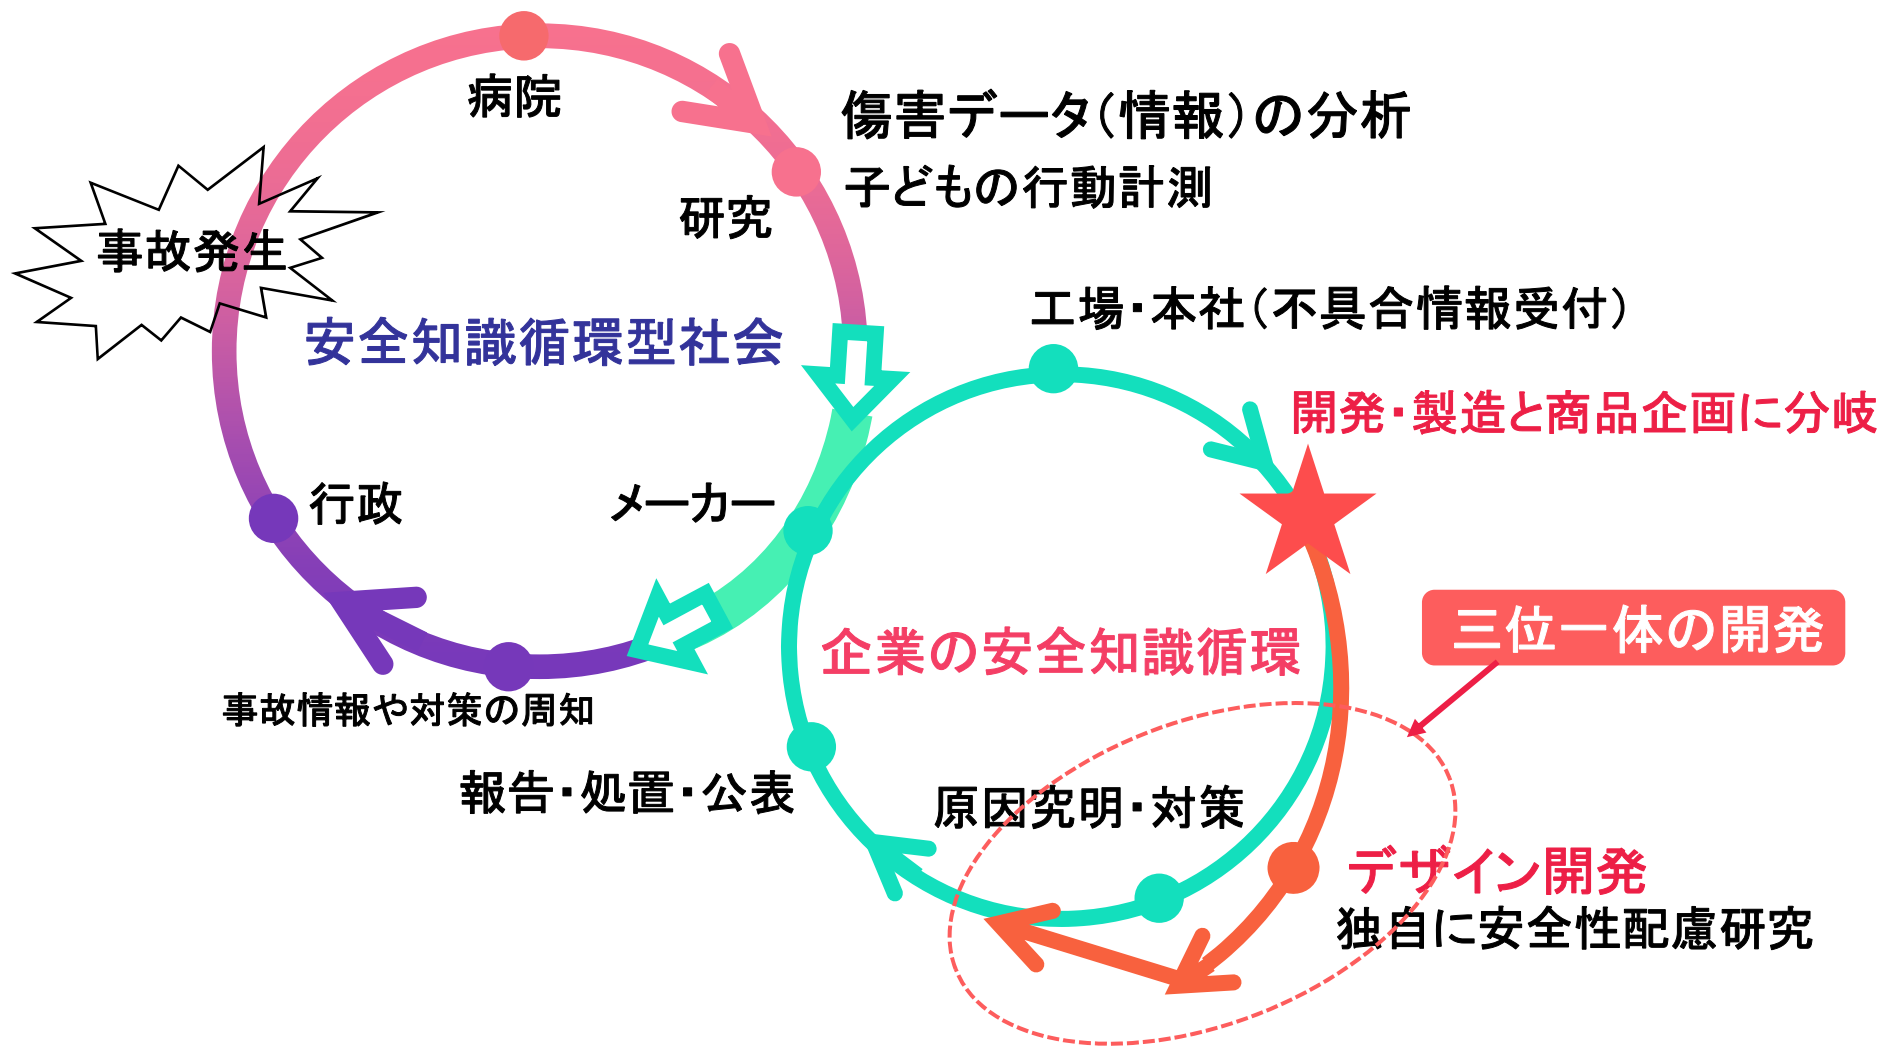 病院
傷害データ（情報）の分析
子どもの行動計測
研究
事故発生
安全知識循環型社会
工場・本社（不具合情報受付）
開発・製造と商品企画に分岐
行政
メーカー
三位一体の開発
企業の安全知識循環
事故情報や対策の周知
報告・処置・公表
原因究明・対策
デザイン開発
独自に安全性配慮研究